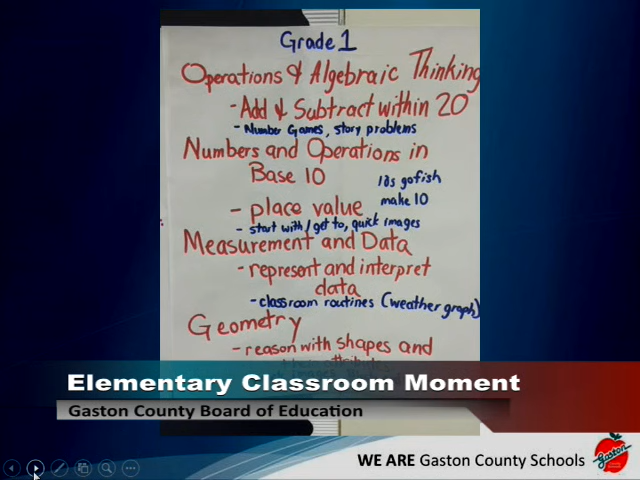 Grade 1
Operations & Algebraic Thinking
- Add & Subtract within 20
- Number Games, story problems
Numbers and Operations in
Base 10
10s go fish
make 10
- place value
- start with/get to, quick images
Measurement and Data
- represent and interpret
data
- classroom routines (weather graph)
Geometry
- reason with shapes and
attributes
Elementary Classroom Moment
Gaston County Board of Education
WE ARE Gaston County Schools
Gaston